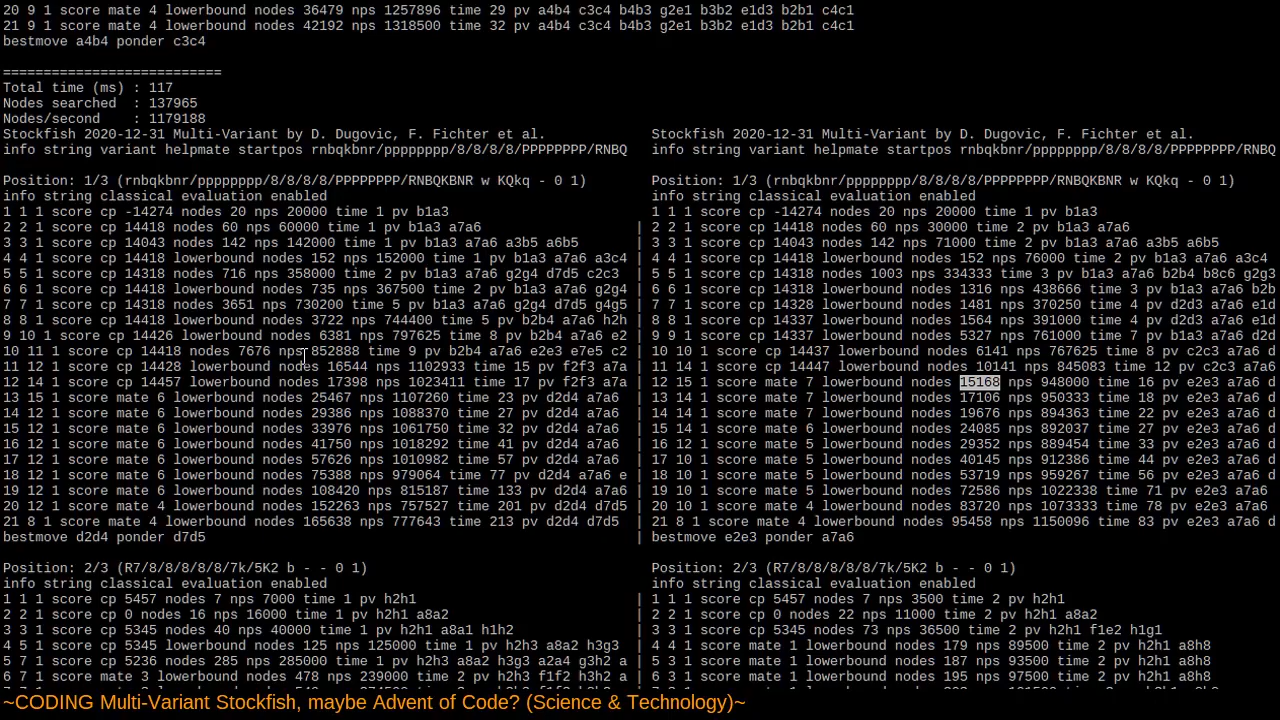 20 9 1 score mate 4 lowerbound nodes 36479 nps 1257896 time 29 pv a4b4 c3c4 b4b3 g2e1 b3b2 e1d3 b2b1 c4c1
21 9 1 score mate 4 lowerbound nodes 42192 nps 1318500 time 32 pv a4b4 c3c4 b4b3 g2e1 b3b2 e1d3 b2b1 c4c1
bestmove a4b4 ponder c3c4
===========================
Total time (ms) : 117
Nodes searched  : 137965
Nodes/second    : 1179188
Stockfish 2020-12-31 Multi-Variant by D. Dugovic, F. Fichter et al. Stockfish 2020-12-31 Multi-Variant by D. Dugovic, F. Fichter et al.
info string variant helpmate startpos rnbqkbnr/pppppppp/8/8/8/8/PPPPPPPP/RNBQ info string variant helpmate startpos rnbqkbnr/pppppppp/8/8/8/8/PPPPPPPP/RNBQ
Position: 1/3 (rnbqkbnr/pppppppp/8/8/8/8/PPPPPPPP/RNBQKBNR w KQkq - 0 1) Position: 1/3 (rnbqkbnr/pppppppp/8/8/8/8/PPPPPPPP/RNBQKBNR w KQkq - 0 1)
info string classical evaluation enabled info string classical evaluation enabled
1 1 1 score cp -14274 nodes 20 nps 20000 time 1 pv b1a3 1 1 1 score cp -14274 nodes 20 nps 20000 time 1 pv b1a3
2 2 1 score cp 14418 nodes 60 nps 60000 time 1 pv b1a3 a7a6 | 2 2 1 score cp 14418 nodes 60 nps 30000 time 2 pv b1a3 a7a6
3 3 1 score cp 14043 nodes 142 nps 142000 time 1 pv b1a3 a7a6 a3b5 a6b5 | 3 3 1 score cp 14043 nodes 142 nps 71000 time 2 pv b1a3 a7a6 a3b5 a6b5
4 4 1 score cp 14418 lowerbound nodes 152 nps 152000 time 1 pv b1a3 a7a6 a3c4 | 4 4 1 score cp 14418 lowerbound nodes 152 nps 76000 time 2 pv b1a3 a7a6 a3c4
5 5 1 score cp 14318 nodes 716 nps 358000 time 2 pv b1a3 a7a6 g2g4 d7d5 c2c3 | 5 5 1 score cp 14318 nodes 1003 nps 334333 time 3 pv b1a3 a7a6 b2b4 b8c6 g2g3
6 6 1 score cp 14318 lowerbound nodes 735 nps 367500 time 2 pv b1a3 a7a6 g2g4 | 6 6 1 score cp 14318 lowerbound nodes 1316 nps 438666 time 3 pv b1a3 a7a6 b2b
7 7 1 score cp 14318 nodes 3651 nps 730200 time 5 pv b1a3 a7a6 g2g4 d7d5 g4g5 | 7 7 1 score cp 14328 lowerbound nodes 1481 nps 370250 time 4 pv d2d3 a7a6 e1d
8 8 1 score cp 14318 lowerbound nodes 3722 nps 744400 time 5 pv b2b4 a7a6 h2h | 8 8 1 score cp 14337 lowerbound nodes 1564 nps 391000 time 4 pv d2d3 a7a6 e1d
9 10 1 score cp 14426 lowerbound nodes 6381 nps 797625 time 8 pv b2b4 a7a6 e2 | 9 9 1 score cp 14337 lowerbound nodes 5327 nps 761000 time 7 pv b1a3 a7a6 c2c
10 11 1 score cp 14418 nodes 7676 nps 852888 time 9 pv b2b4 a7a6 e2e3 e7e5 c2 | 10 10 1 score cp 14437 lowerbound nodes 6141 nps 767625 time 8 pv c2c3 a7a6 d
11 12 1 score cp 14428 lowerbound nodes 16544 nps 1102933 time 15 pv f2f3 a7a | 11 14 1 score cp 14447 lowerbound nodes 10141 nps 845083 time 12 pv c2c3 a7a6
12 14 1 score cp 14457 lowerbound nodes 17398 nps 1023411 time 17 pv f2f3 a7a | 12 15 1 score mate 7 lowerbound nodes 15168 nps 948000 time 16 pv e2e3 a7a6 d
13 15 1 score mate 6 lowerbound nodes 25467 nps 1107260 time 23 pv d2d4 a7a6 | 13 14 1 score mate 7 lowerbound nodes 17106 nps 950333 time 18 pv e2e3 a7a6 d
14 12 1 score mate 6 lowerbound nodes 29386 nps 1088370 time 27 pv d2d4 a7a6 | 14 14 1 score mate 7 lowerbound nodes 19676 nps 894363 time 22 pv e2e3 a7a6 d
15 12 1 score mate 6 lowerbound nodes 33976 nps 1061750 time 32 pv d2d4 a7a6 | 15 14 1 score mate 6 lowerbound nodes 24085 nps 892037 time 27 pv e2e3 a7a6 d
16 12 1 score mate 6 lowerbound nodes 41750 nps 1018292 time 41 pv d2d4 a7a6 | 16 12 1 score mate 5 lowerbound nodes 29352 nps 889454 time 33 pv e2e3 a7a6 d
17 12 1 score mate 6 lowerbound nodes 57626 nps 1010982 time 57 pv d2d4 a7a6 | 17 10 1 score mate 5 lowerbound nodes 40145 nps 912386 time 44 pv e2e3 a7a6 d
18 12 1 score mate 6 lowerbound nodes 75388 nps 979064 time 77 pv d2d4 a7a6 e | 18 10 1 score mate 5 lowerbound nodes 53719 nps 959267 time 56 pv e2e3 a7a6 d
19 12 1 score mate 6 lowerbound nodes 108420 nps 815187 time 133 pv d2d4 a7a6 | 19 10 1 score mate 5 lowerbound nodes 72586 nps 1022338 time 71 pv e2e3 a7a6
20 12 1 score mate 4 lowerbound nodes 152263 nps 757527 time 201 pv d2d4 d7d5 | 20 10 1 score mate 4 lowerbound nodes 83720 nps 1073333 time 78 pv e2e3 a7a6
21 8 1 score mate 4 lowerbound nodes 165638 nps 777643 time 213 pv d2d4 d7d5 | 21 8 1 score mate 4 lowerbound nodes 95458 nps 1150096 time 83 pv e2e3 a7a6 d
bestmove d2d4 ponder d7d5 | bestmove e2e3 ponder a7a6
Position: 2/3 (R7/8/8/8/8/8/7k/5K2 b - - 0 1) Position: 2/3 (R7/8/8/8/8/8/7k/5K2 b - - 0 1)
info string classical evaluation enabled info string classical evaluation enabled
1 1 1 score cp 5457 nodes 7 nps 7000 time 1 pv h2h1 | 1 1 1 score cp 5457 nodes 7 nps 3500 time 2 pv h2h1
2 2 1 score cp 0 nodes 16 nps 16000 time 1 pv h2h1 a8a2 | 2 2 1 score cp 0 nodes 22 nps 11000 time 2 pv h2h1 a8a2
3 3 1 score cp 5345 nodes 40 nps 40000 time 1 pv h2h1 a8a1 h1h2 | 3 3 1 score cp 5345 nodes 73 nps 36500 time 2 pv h2h1 f1e2 h1g1
4 5 1 score cp 5345 lowerbound nodes 125 nps 125000 time 1 pv h2h3 a8a2 h3g3 | 4 4 1 score mate 1 lowerbound nodes 179 nps 89500 time 2 pv h2h1 a8h8
5 7 1 score cp 5236 nodes 285 nps 285000 time 1 pv h2h3 a8a2 h3g3 a2a4 g3h2 a | 5 3 1 score mate 1 lowerbound nodes 187 nps 93500 time 2 pv h2h1 a8h8
6 7 1 score mate 3 lowerbound nodes 478 nps 239000 time 2 pv h2h3 f1f2 h3h2 a | 6 3 1 score mate 1 lowerbound nodes 195 nps 97500 time 2 pv h2h1 a8h8
~CODING Multi-Variant Stockfish, maybe Advent of Code? (Science & Technology)~